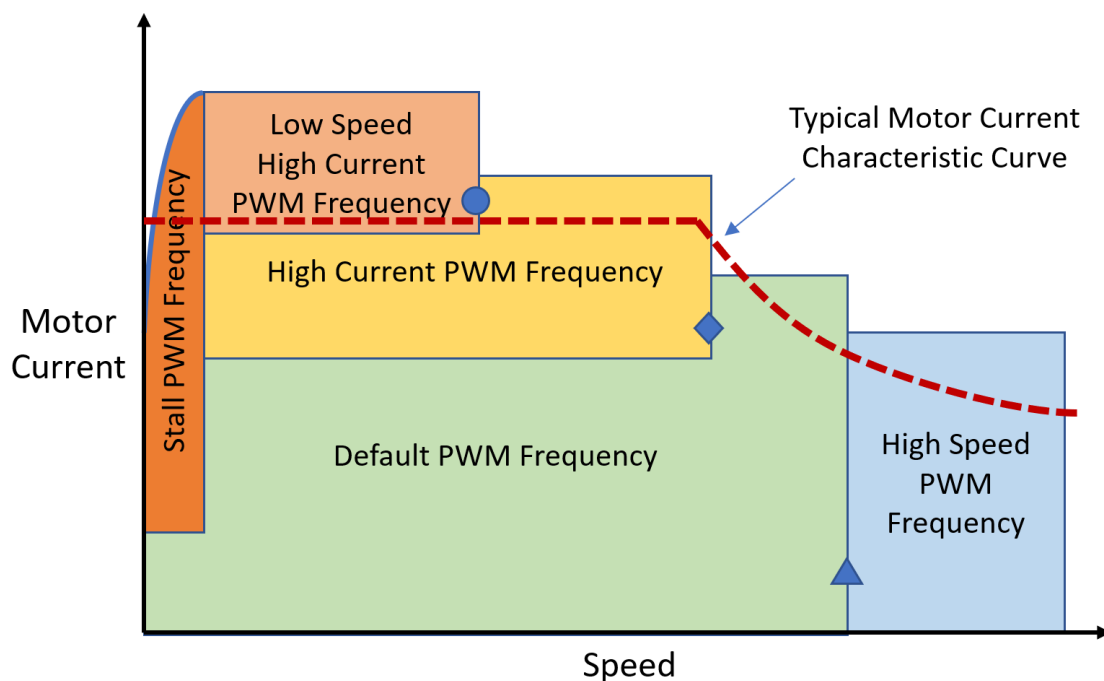 Low Speed
High Current
PWM Frequency
Typical Motor Current
Characteristic Curve
Stall PWM Frequency
High Current PWM Frequency
Motor
Current
Default PWM Frequency
High Speed
PWM
Frequency
Speed